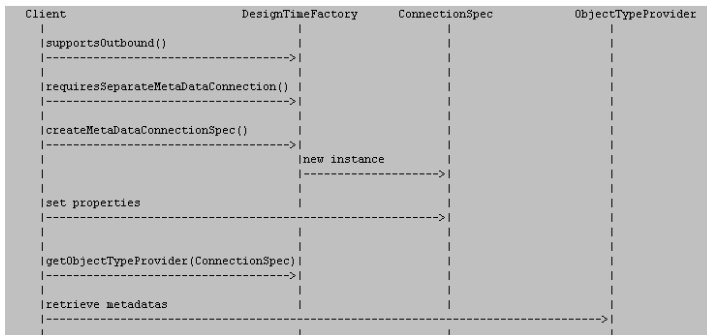 Client DesignTimeFactory ConnectionSpec ObjectTypeProvider
supportsOutbound()
requiresSeparateMetaDataConnection()
createMetaDataConnectionSpec()
new instance
set properties
getObjectTypeProvider(ConnectionSpec)
retrieve metadatas